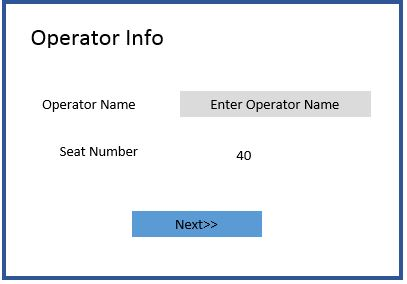 Operator Info
Operator Name Enter Operator Name
Seat Number 40
Next>>